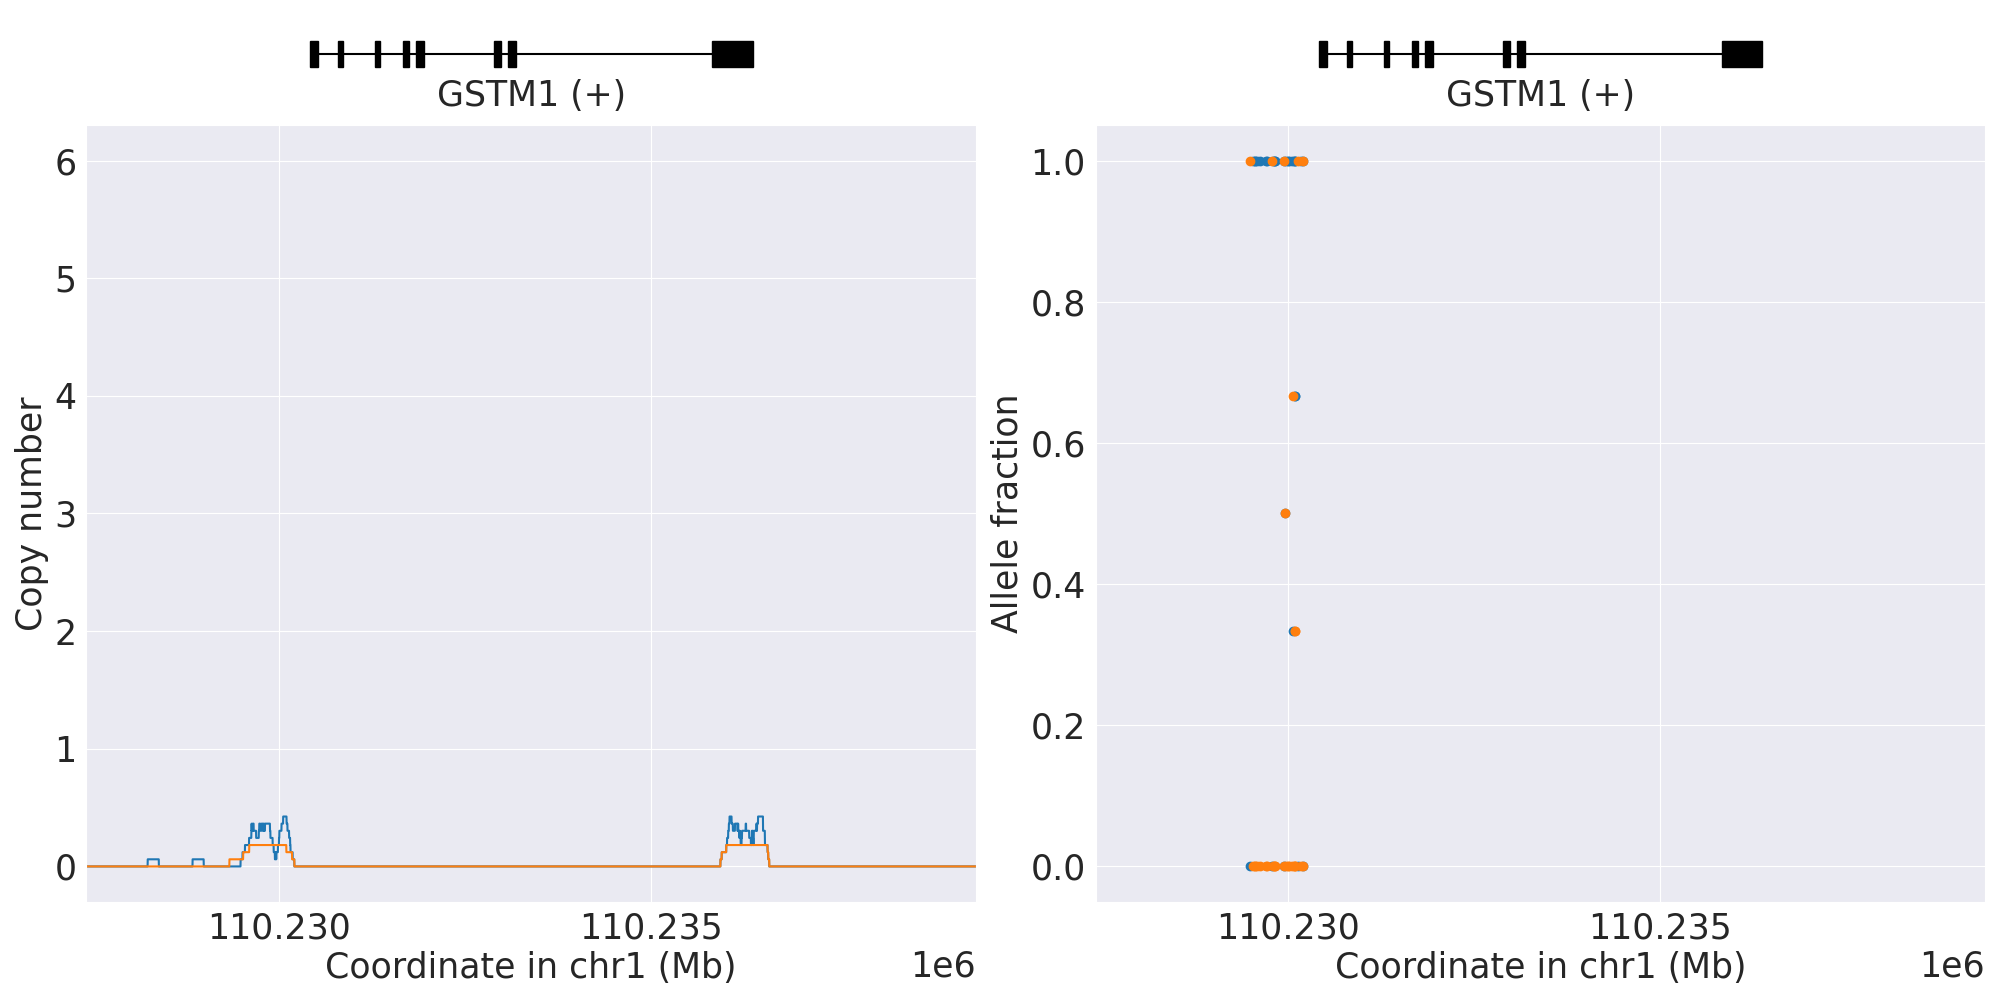 GSTM1 (+)
6
5
4
3
2
1
0
Copy number
110.230
110.235
Coordinate in chr1 (Mb)
1e6
GSTM1 (+)
1.0
0.8
0.6
0.4
0.2
0.0
Allele fraction
110.230
110.235
Coordinate in chr1 (Mb)
1e6